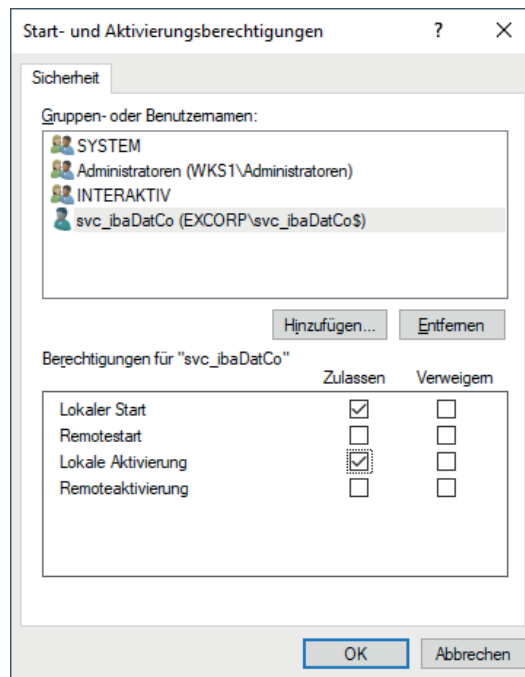 Start- und Aktivierungsberechtigungen ? ✕
Sicherheit
Gruppen- oder Benutzernamen:
SYSTEM
Administratoren (WKS1\Administratoren)
INTERAKTIV
svc_ibaDatCo (EXCORP\svc_ibaDatCo$)
Hinzufügen... Entfernen
Berechtigungen für "svc_ibaDatCo"
Zulassen Verweigern
Lokaler Start
Remotestart
Lokale Aktivierung
Remoteaktivierung
OK Abbrechen